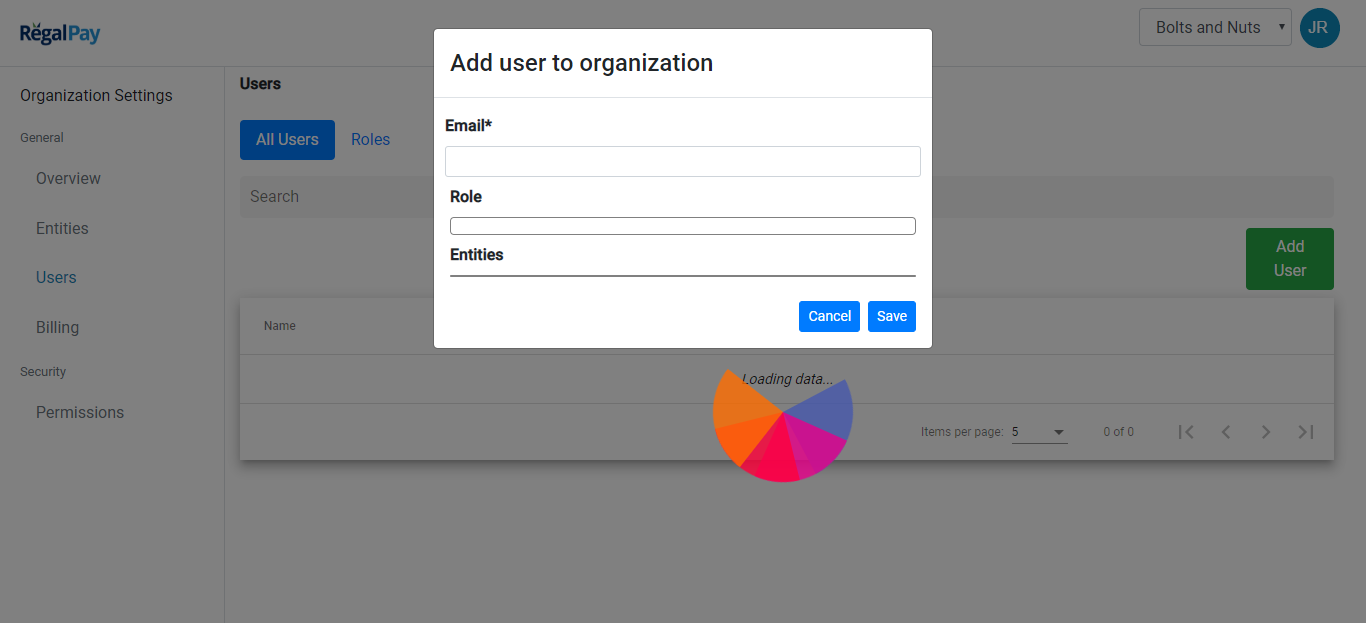 RegalPay
Bolts and Nuts
JR
Add user to organization
Organization Settings
Users
General
Email*
All Users
Roles
Overview
Search
Role
Entities
Entities
Add
User
Users
Cancel
Save
Billing
Name
Security
Loading data...
Permissions
Items per page:
5
0 of 0